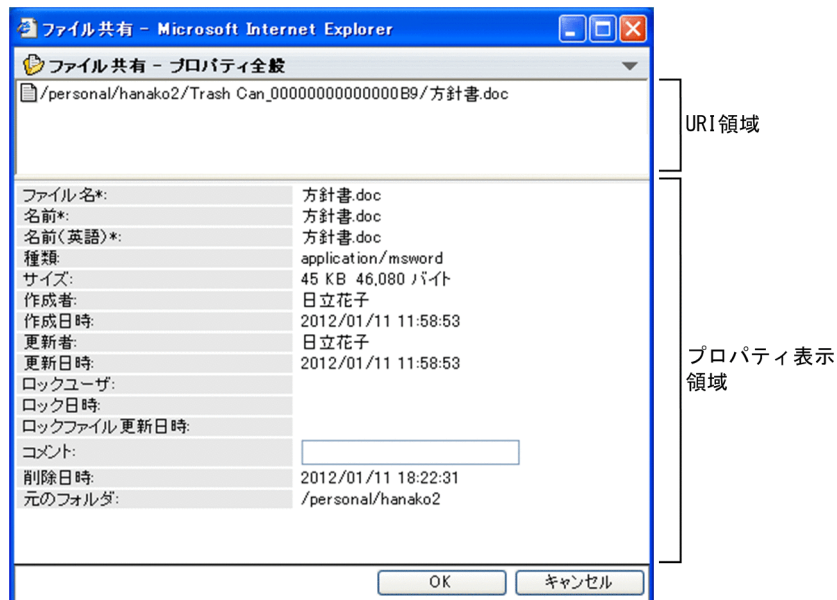 ファイル共有 - Microsoft Internet Explorer
ファイル共有 - プロパティ全般
/personal/hanako2/Trash Can_00000000000000B9/方針書.doc
URI領域
ファイル名*: 方針書.doc
名前*: 方針書.doc
名前(英語)*: 方針書.doc
種類: application/msword
サイズ: 45 KB 46,080 バイト
作成者: 日立花子
作成日時: 2012/01/11 11:58:53
更新者: 日立花子
更新日時: 2012/01/11 11:58:53
ロックユーザ:
ロック日時:
ロックファイル更新日時:
コメント:
削除日時: 2012/01/11 18:22:31
元のフォルダ: /personal/hanako2
プロパティ表示
領域
OK キャンセル